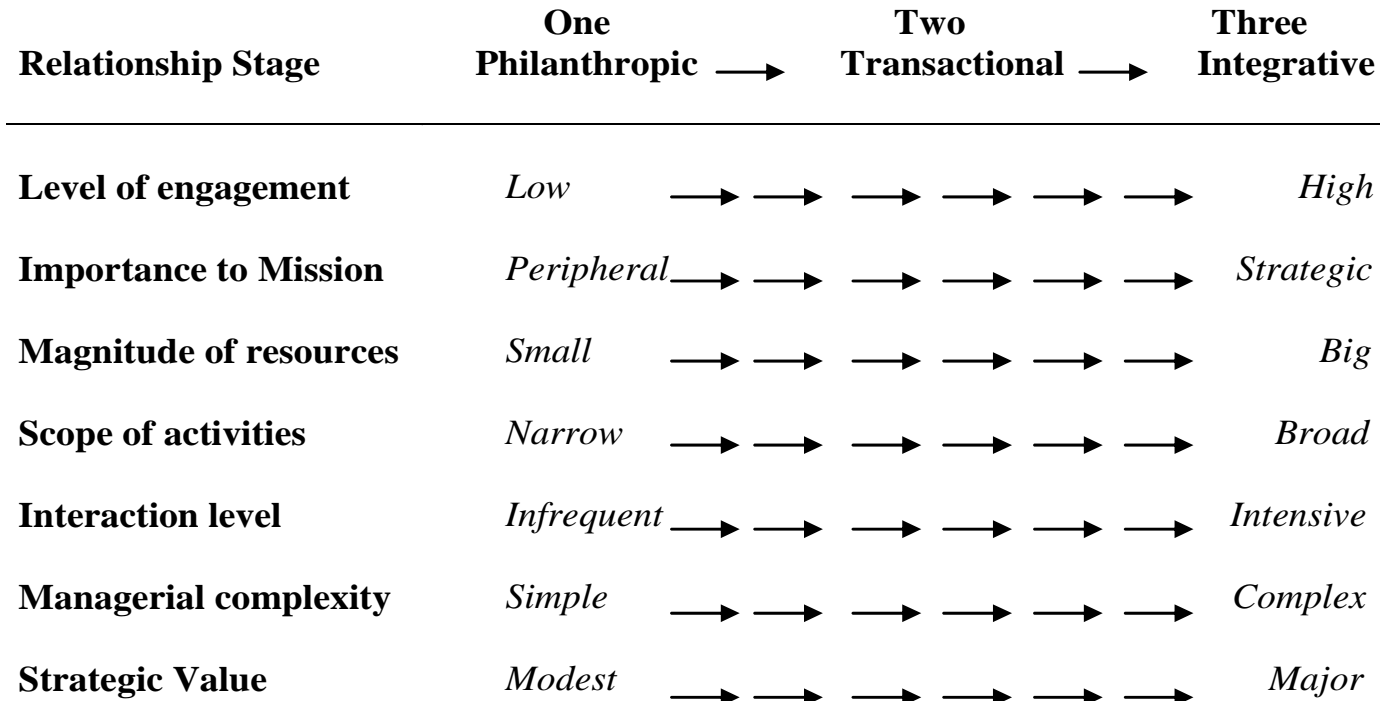 One Two Three
Relationship Stage Philanthropic Transactional Integrative
Level of engagement Low High
Importance to Mission Peripheral Strategic
Magnitude of resources Small Big
Scope of activities Narrow Broad
Interaction level Infrequent Intensive
Managerial complexity Simple Complex
Strategic Value Modest Major